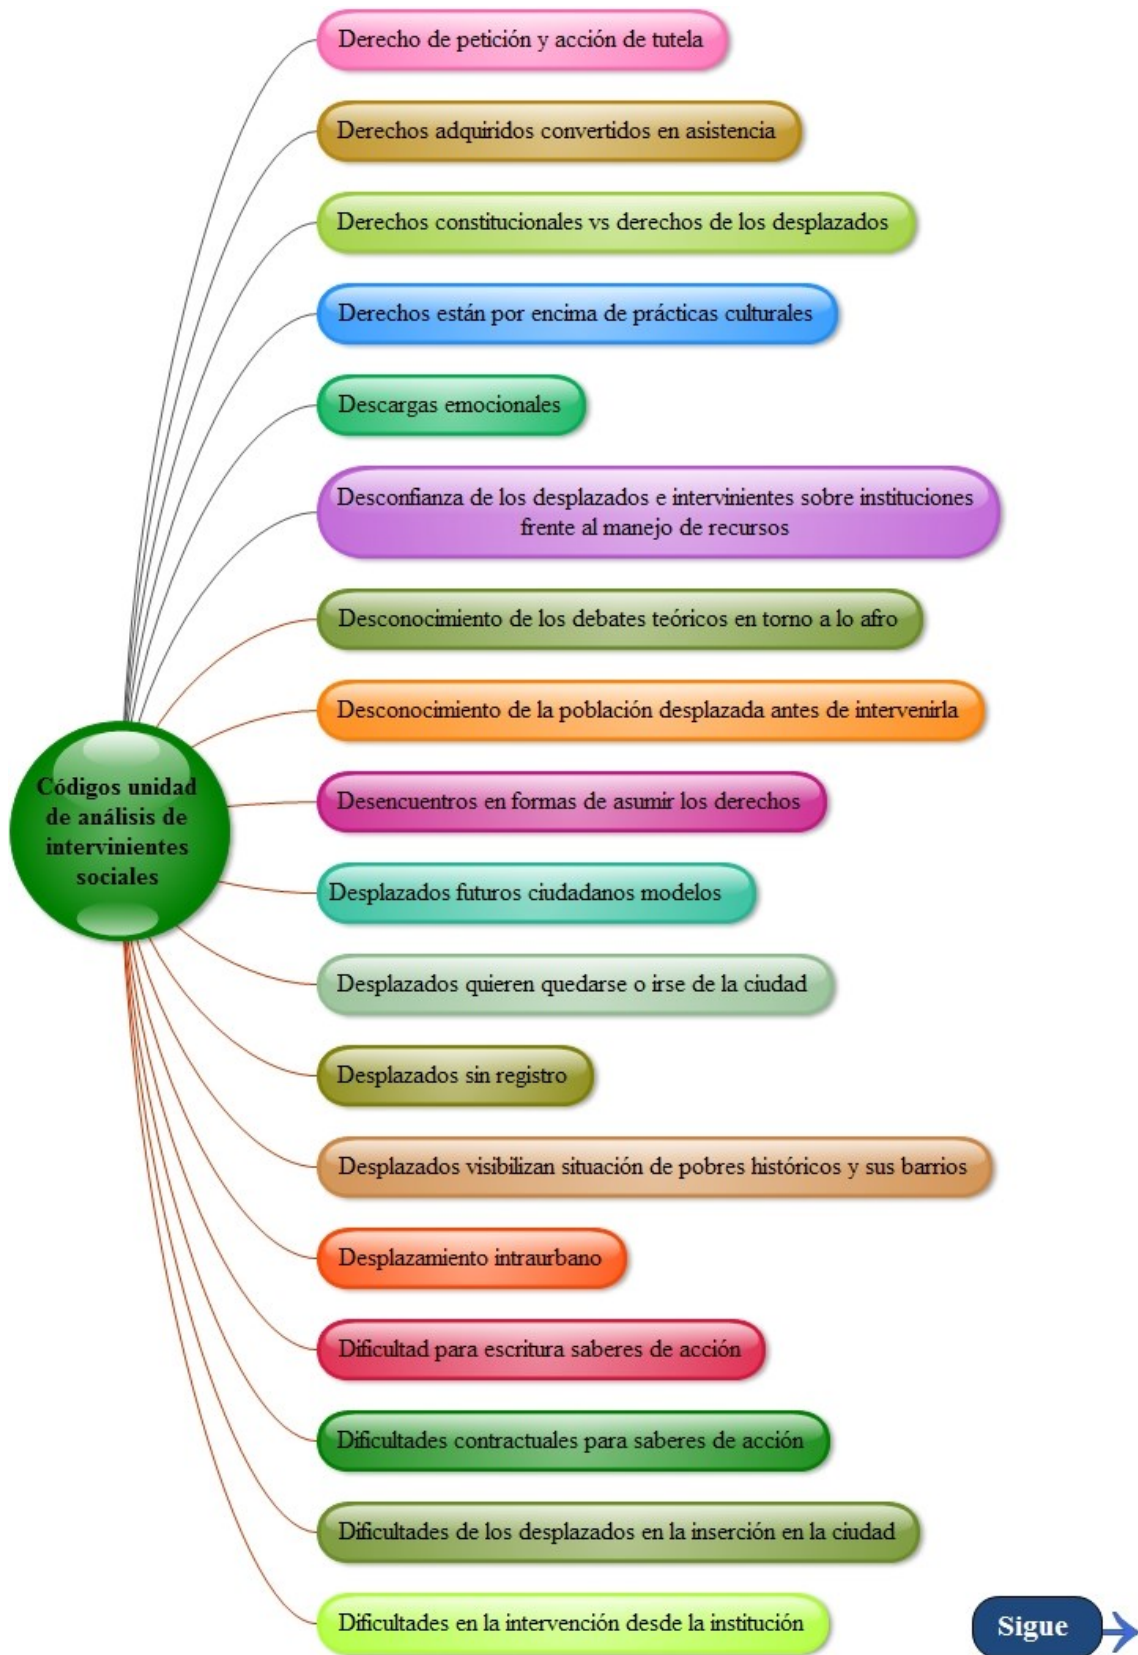 Derecho de petición y acción de tutela
Derechos adquiridos convertidos en asistencia
Derechos constitucionales vs derechos de los desplazados
Derechos están por encima de prácticas culturales
Descargas emocionales
Desconfianza de los desplazados e intervinientes sobre instituciones
frente al manejo de recursos
Desconocimiento de los debates teóricos en torno a lo afro
Desconocimiento de la población desplazada antes de intervenirla
Desencuentros en formas de asumir los derechos
Códigos unidad
de análisis de
intervinientes
sociales
Desplazados futuros ciudadanos modelos
Desplazados quieren quedarse o irse de la ciudad
Desplazados sin registro
Desplazados visibilizan situación de pobres históricos y sus barrios
Desplazamiento intraurbano
Dificultad para escritura saberes de acción
Dificultades contractuales para saberes de acción
Dificultades de los desplazados en la inserción en la ciudad
Dificultades en la intervención desde la institución
Sigue